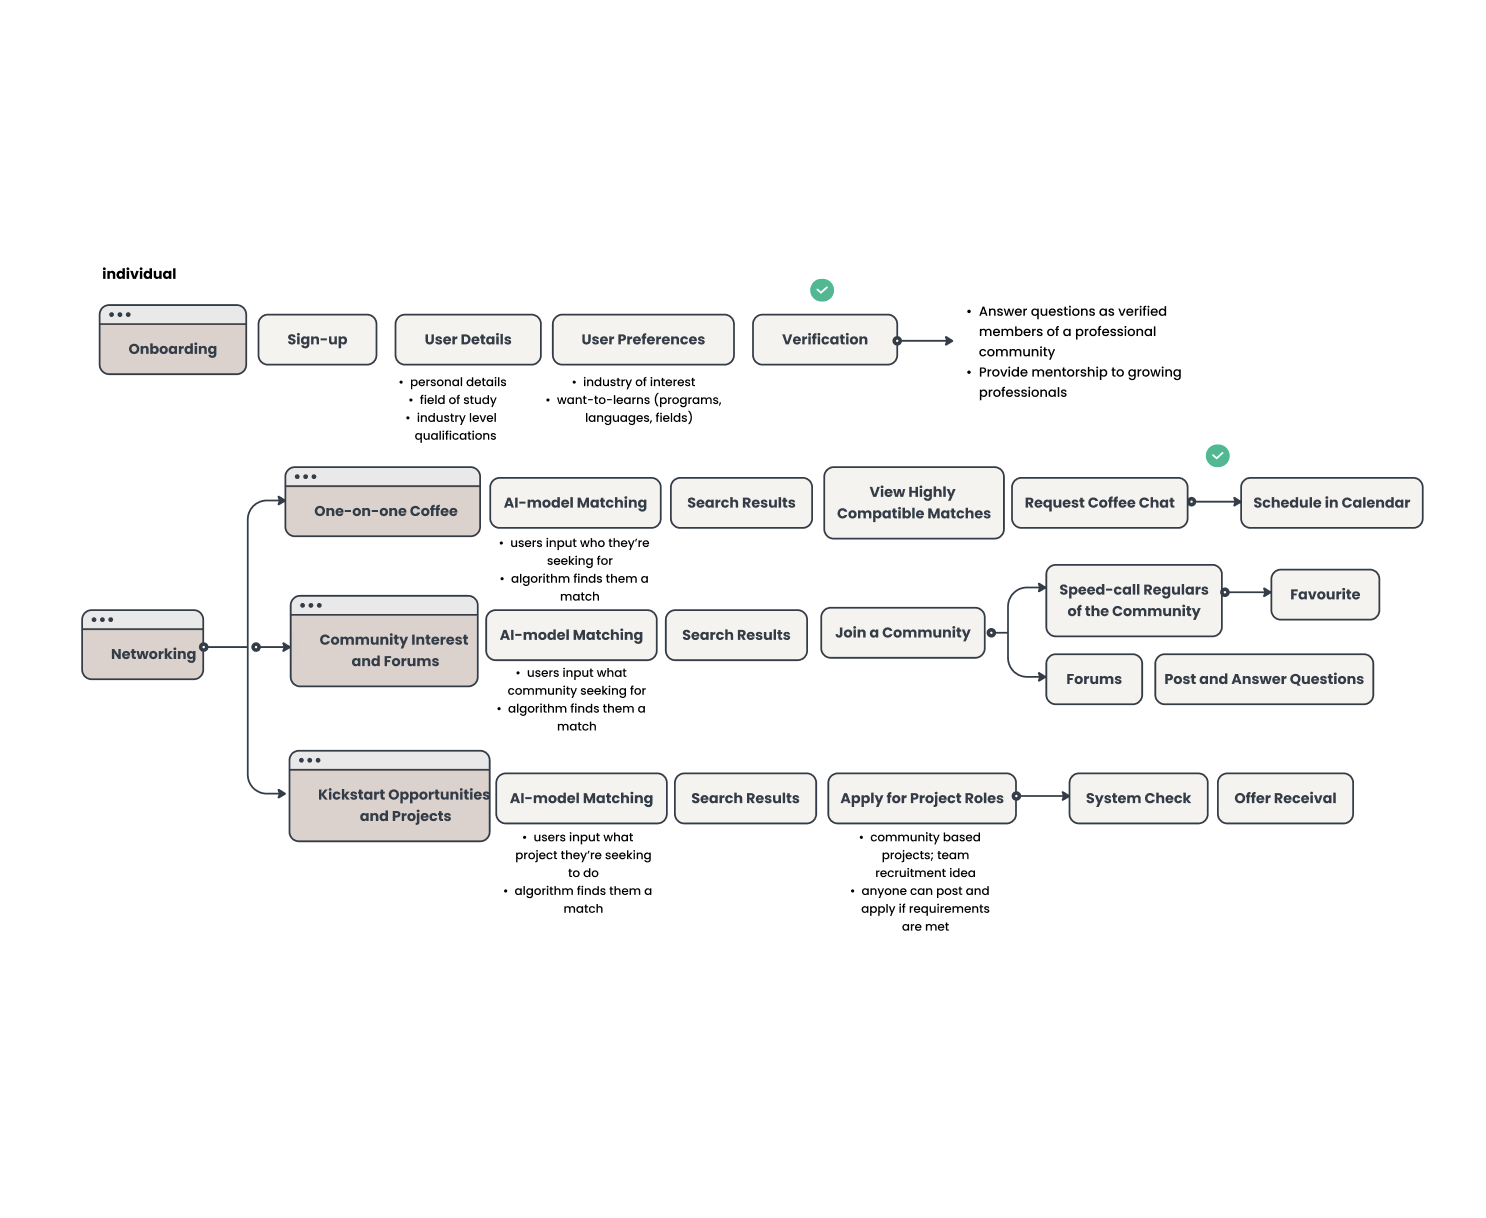 individual
Onboarding
Sign-up
User Details
User Preferences
Verification
• Answer questions as verified
members of a professional
community
• Provide mentorship to growing
professionals
• personal details
• field of study
• industry level
qualifications
• industry of interest
• want-to-learns (programs,
languages, fields)
One-on-one Coffee
AI-model Matching
Search Results
View Highly
Compatible Matches
Request Coffee Chat
Schedule in Calendar
• users input who they’re
seeking for
• algorithm finds them a
match
Networking
Community Interest
and Forums
AI-model Matching
Search Results
Join a Community
Speed-call Regulars
of the Community
Favourite
Forums
Post and Answer Questions
• users input what
community seeking for
• algorithm finds them a
match
Kickstart Opportunities
and Projects
AI-model Matching
Search Results
Apply for Project Roles
System Check
Offer Receival
• users input what
project they’re seeking
to do
• algorithm finds them a
match
• community based
projects; team
recruitment idea
• anyone can post and
apply if requirements
are met